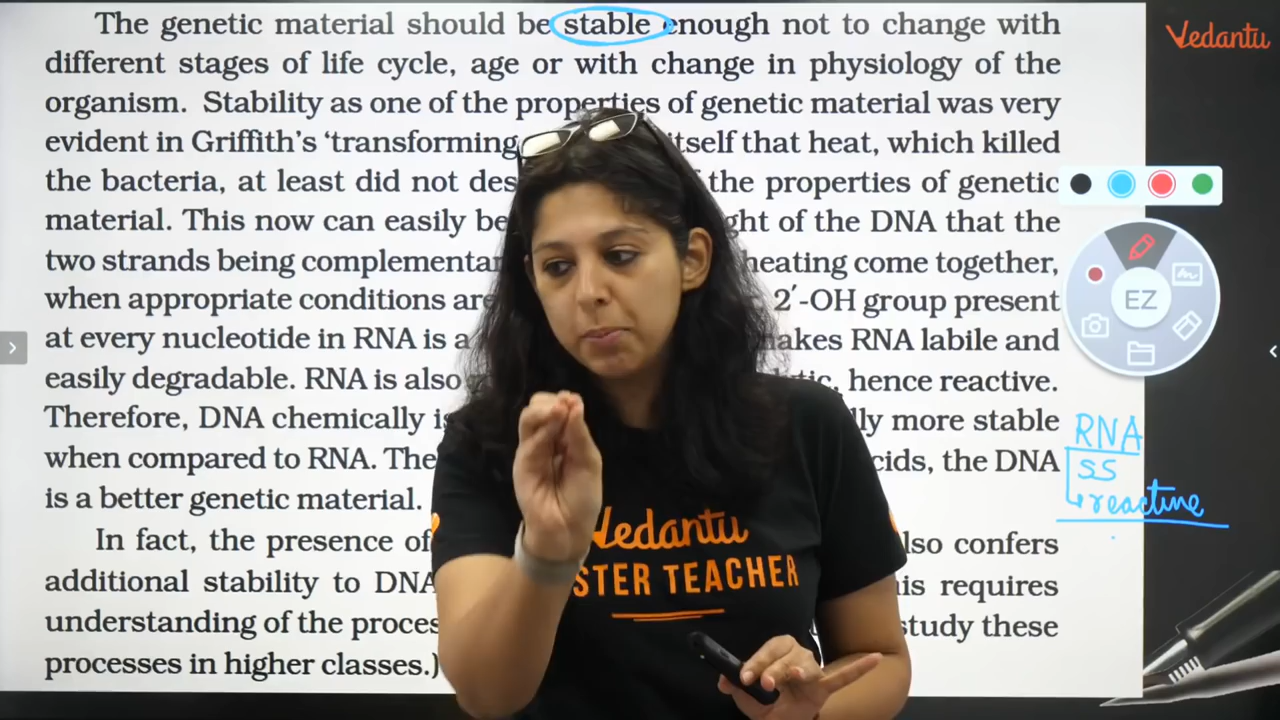 The genetic material should be stable enough not to change with
different stages of life cycle, age or with change in physiology of the
organism. Stability as one of the properties of genetic material was very
evident in Griffith's 'transforming itself that heat, which killed
the bacteria, at least did not des the properties of genetic
material. This now can easily be ght of the DNA that the
two strands being complementar heating come together,
when appropriate conditions are 2′-OH group present
at every nucleotide in RNA is a makes RNA labile and
easily degradable. RNA is also tic, hence reactive.
Therefore, DNA chemically is lly more stable
when compared to RNA. The cids, the DNA
is a better genetic material.
In fact, the presence of lso confers
additional stability to DNA his requires
understanding of the proces study these
processes in higher classes.)
Vedantu
EZ
RNA
SS
reactive
Vedantu
STER TEACHER